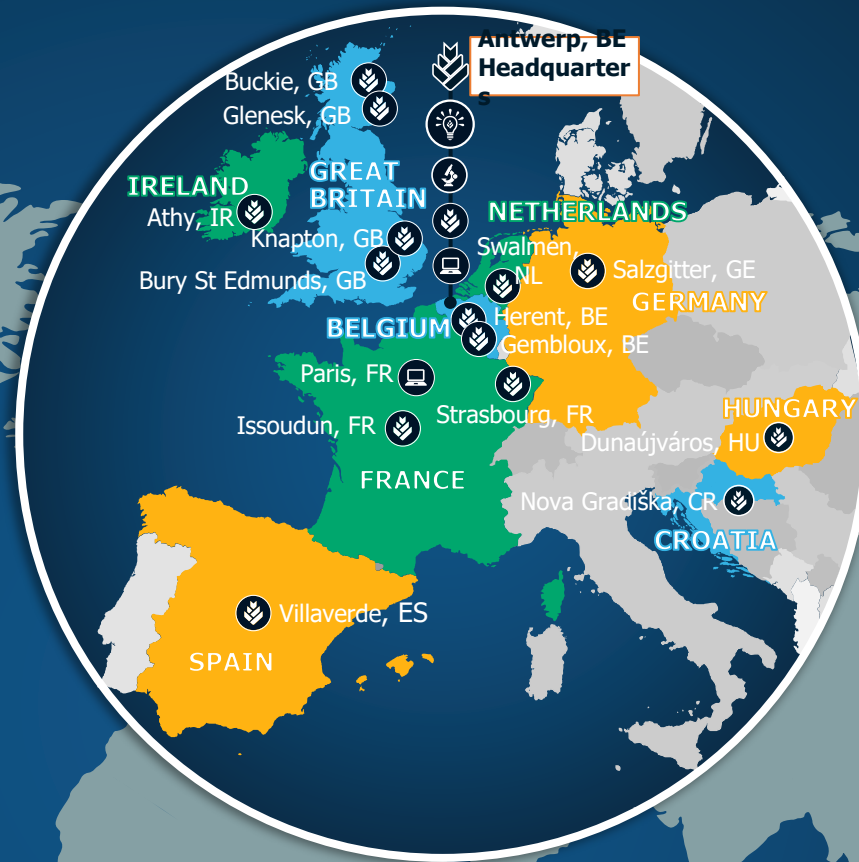 Antwerp, BE
Headquarter
s
Buckie, GB
Glenesk, GB
GREAT
BRITAIN
IRELAND
Athy, IR
Knapton, GB
Bury St Edmunds, GB
NETHERLANDS
Swalmen,
NL
Salzgitter, GE
GERMANY
BELGIUM
Herent, BE
Gembloux, BE
Paris, FR
Strasbourg, FR
Issoudun, FR
FRANCE
HUNGARY
Dunaújváros, HU
Nova Gradiška, CR
CROATIA
Villaverde, ES
SPAIN